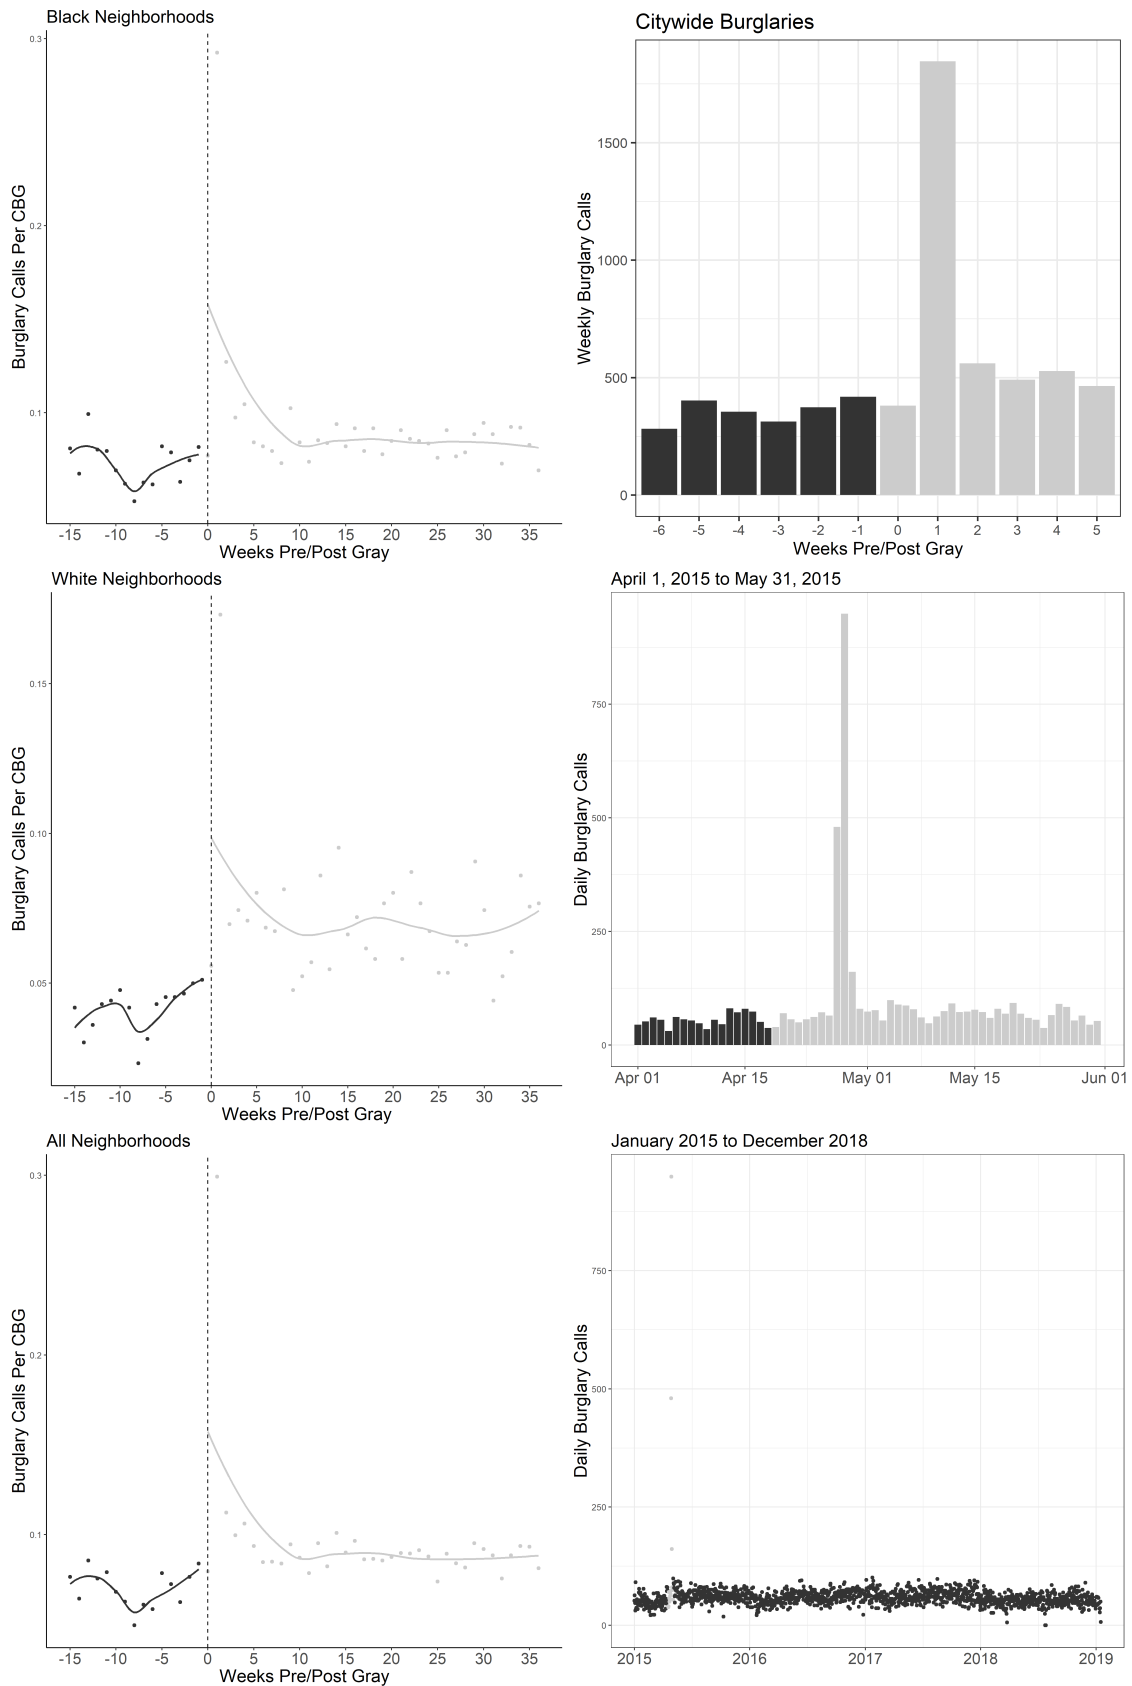 Black Neighborhoods
0.3
0.2
0.1
Burglary Calls Per CBG
-15 -10 -5 0 5 10 15 20 25 30 35
Weeks Pre/Post Gray
Citywide Burglaries
1500
1000
500
0
Weekly Burglary Calls
-6 -5 -4 -3 -2 -1 0 1 2 3 4 5
Weeks Pre/Post Gray
White Neighborhoods
0.15
0.10
0.05
Burglary Calls Per CBG
-15 -10 -5 0 5 10 15 20 25 30 35
Weeks Pre/Post Gray
April 1, 2015 to May 31, 2015
750
500
250
0
Daily Burglary Calls
Apr 01 Apr 15 May 01 May 15 Jun 01
All Neighborhoods
0.3
0.2
0.1
Burglary Calls Per CBG
-15 -10 -5 0 5 10 15 20 25 30 35
Weeks Pre/Post Gray
January 2015 to December 2018
750
500
250
0
Daily Burglary Calls
2015 2016 2017 2018 2019